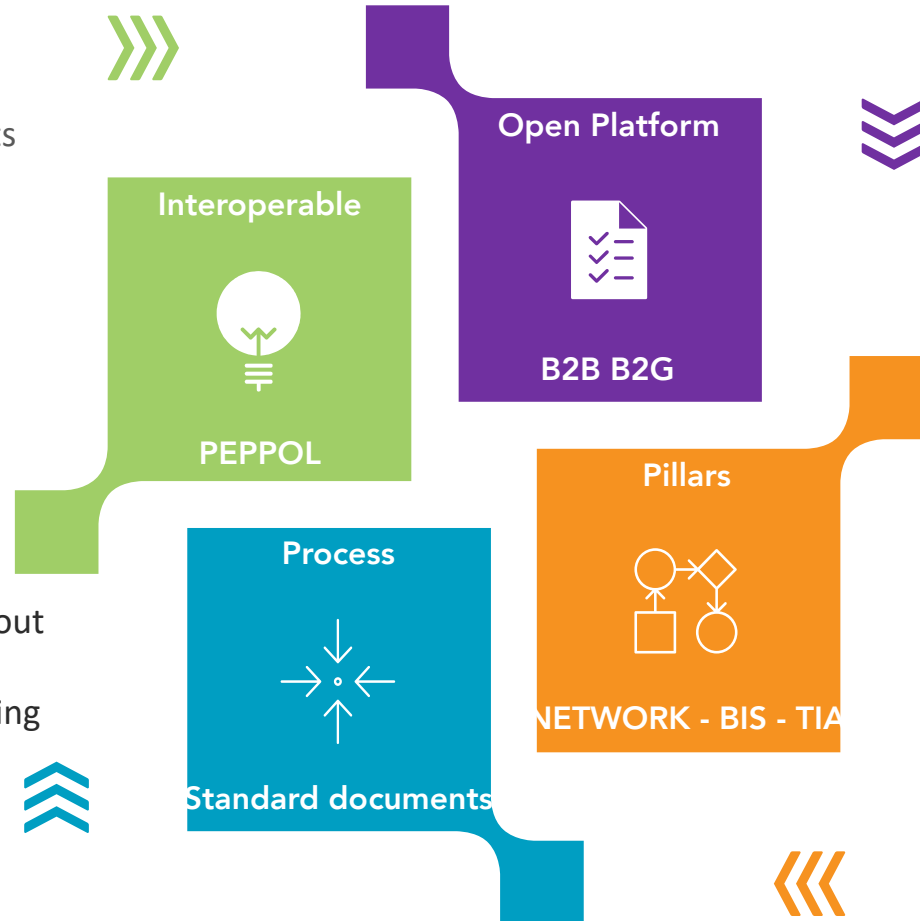 Open Platform
B2B B2G
Interoperable
PEPPOL
Pillars
NETWORK - BIS - TIA
Process
Standard documents